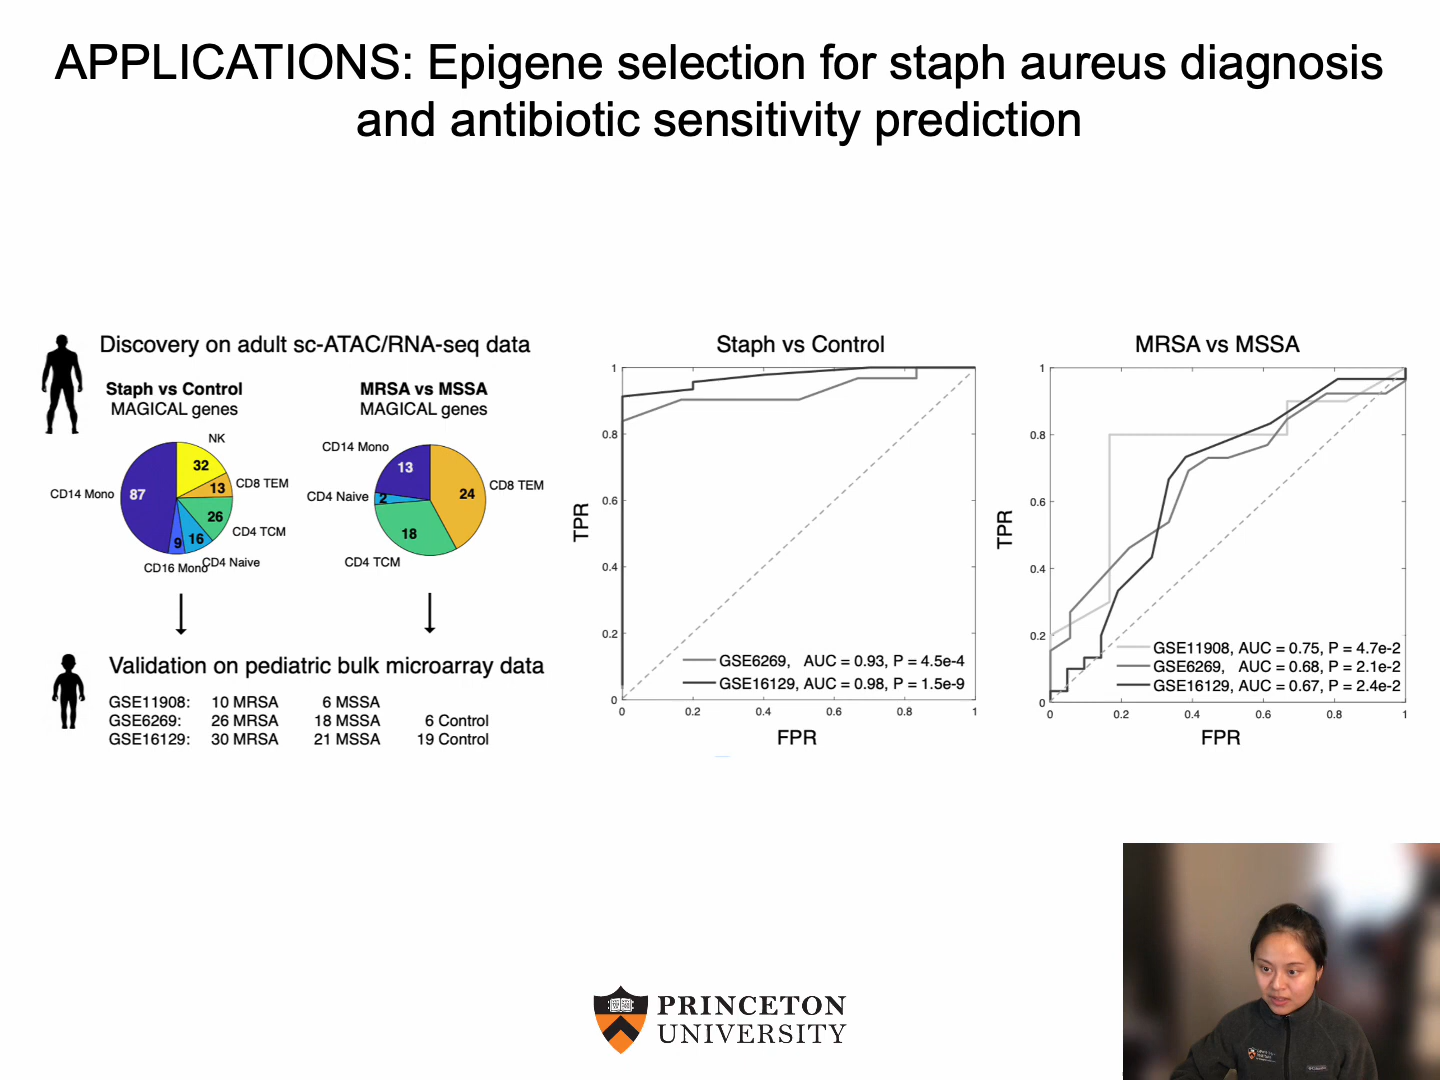 APPLICATIONS: Epigene selection for staph aureus diagnosis
and antibiotic sensitivity prediction
Discovery on adult sc-ATAC/RNA-seq data
Staph vs Control
MAGICAL genes
NK
32
13
CD8 TEM
26
CD4 TCM
16
CD4 Naive
9
CD16 Mono
87
CD14 Mono
MRSA vs MSSA
MAGICAL genes
CD14 Mono
13
CD4 Naive
2
24
CD8 TEM
18
CD4 TCM
Validation on pediatric bulk microarray data
GSE11908: 10 MRSA 6 MSSA
GSE6269: 26 MRSA 18 MSSA 6 Control
GSE16129: 30 MRSA 21 MSSA 19 Control
Staph vs Control
1
0.8
0.6
0.4
0.2
0
TPR
GSE6269, AUC = 0.93, P = 4.5e-4
GSE16129, AUC = 0.98, P = 1.5e-9
0 0.2 0.4 0.6 0.8 1
FPR
MRSA vs MSSA
1
0.8
0.6
0.4
0.2
0
TPR
GSE11908, AUC = 0.75, P = 4.7e-2
GSE6269, AUC = 0.68, P = 2.1e-2
GSE16129, AUC = 0.67, P = 2.4e-2
0 0.2 0.4 0.6 0.8 1
FPR
PRINCETON
UNIVERSITY